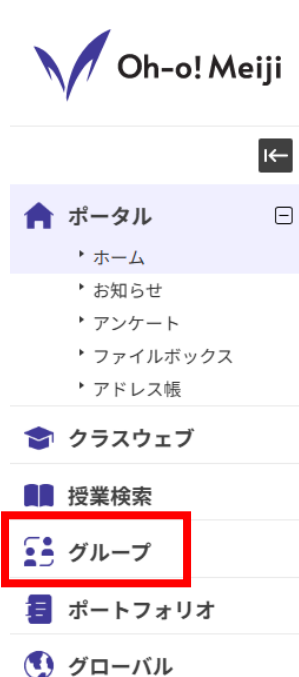 Oh-o! Meiji
ポータル
ホーム
お知らせ
アンケート
ファイルボックス
アドレス帳
クラスウェブ
授業検索
グループ
ポートフォリオ
グローバル